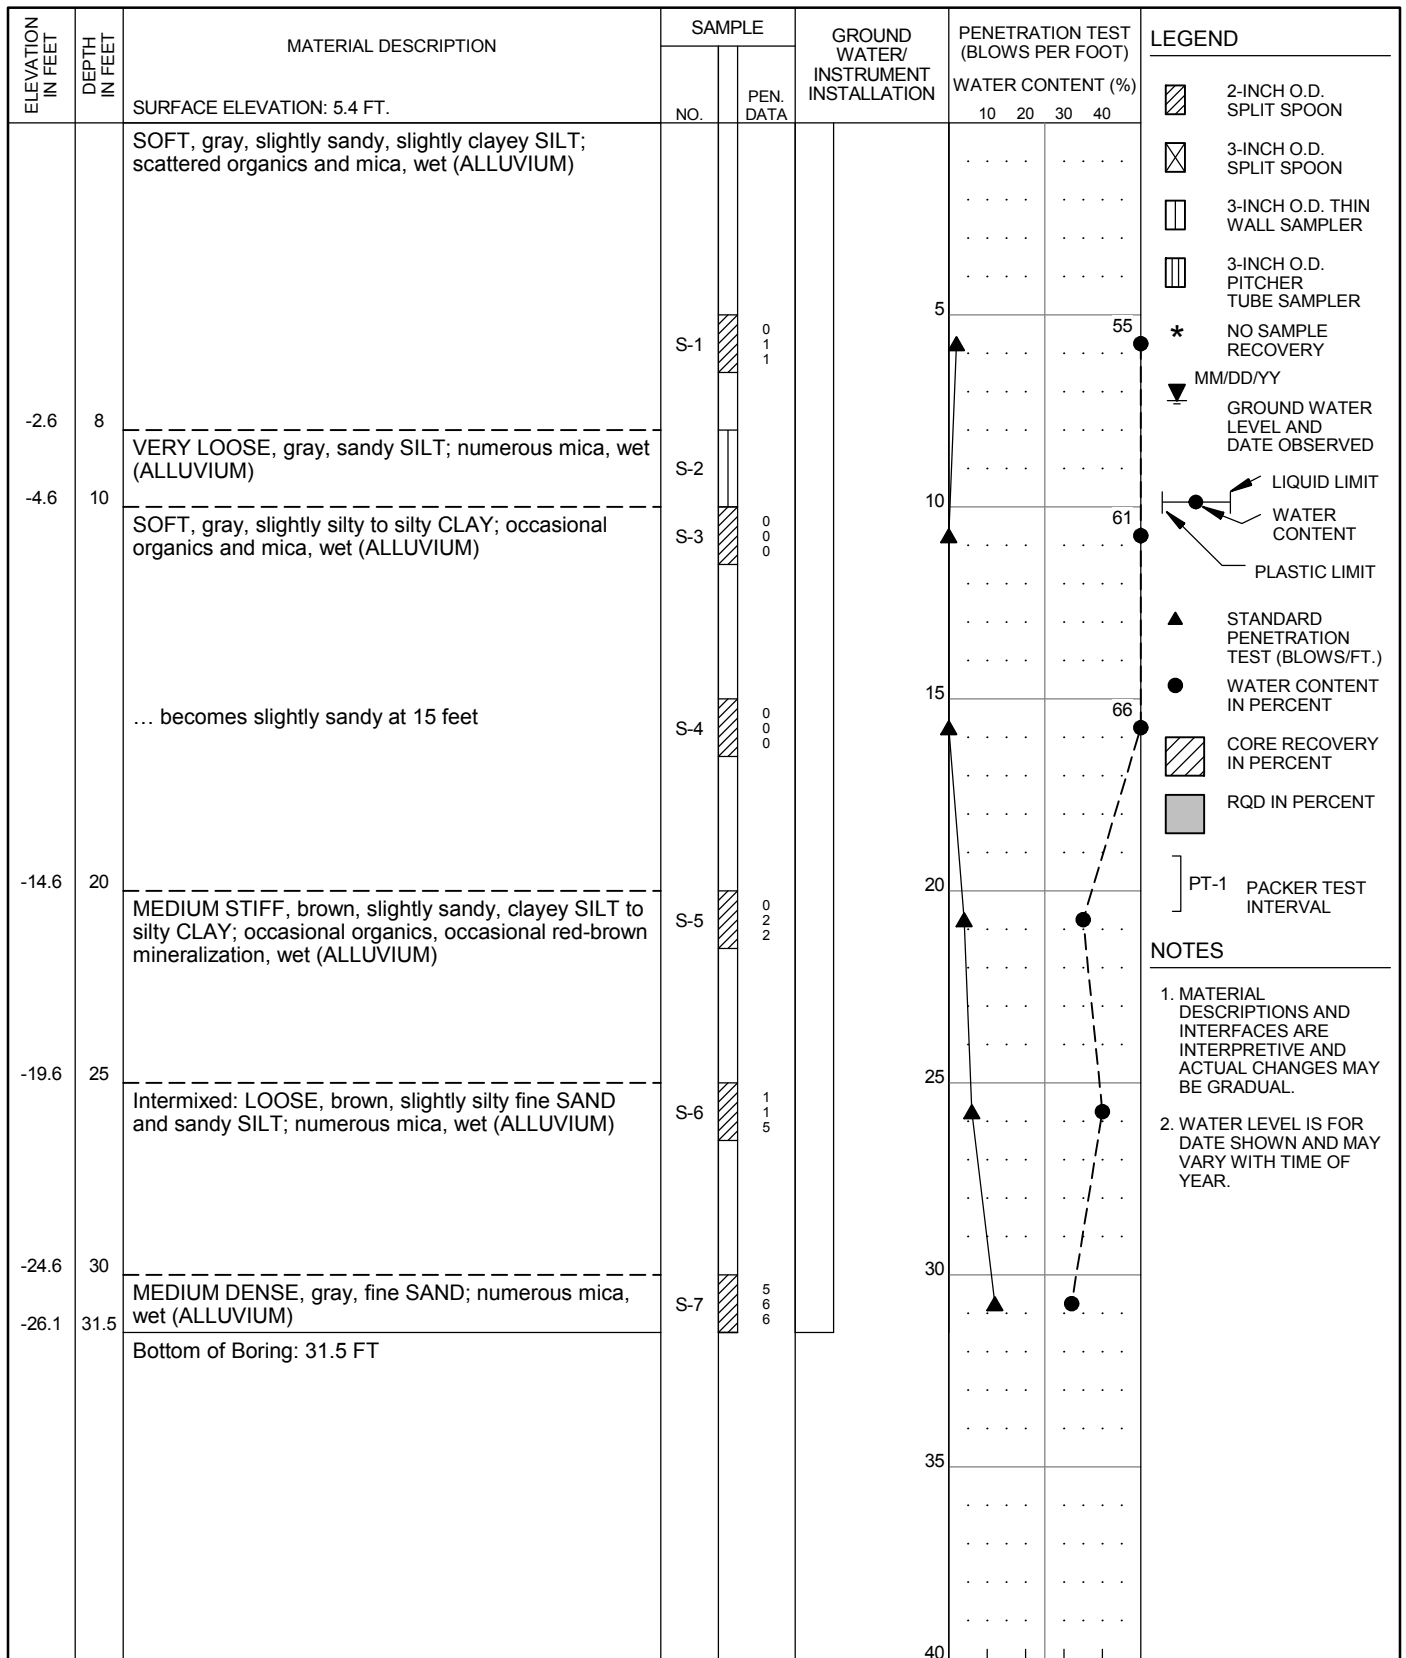 ELEVATION
IN FEET
DEPTH
IN FEET
MATERIAL DESCRIPTION
SURFACE ELEVATION: 5.4 FT.
SAMPLE
NO.
PEN.
DATA
GROUND
WATER/
INSTRUMENT
INSTALLATION
PENETRATION TEST
(BLOWS PER FOOT)
WATER CONTENT (%)
10 20 30 40
SOFT, gray, slightly sandy, slightly clayey SILT;
scattered organics and mica, wet (ALLUVIUM)
5
S-1
0
1
1
55
-2.6 8
VERY LOOSE, gray, sandy SILT; numerous mica, wet
(ALLUVIUM)
S-2
-4.6 10
10
SOFT, gray, slightly silty to silty CLAY; occasional
organics and mica, wet (ALLUVIUM)
S-3
0
0
0
61
15
… becomes slightly sandy at 15 feet
S-4
0
0
0
66
-14.6 20
20
MEDIUM STIFF, brown, slightly sandy, clayey SILT to
silty CLAY; occasional organics, occasional red-brown
mineralization, wet (ALLUVIUM)
S-5
0
2
2
-19.6 25
25
Intermixed: LOOSE, brown, slightly silty fine SAND
and sandy SILT; numerous mica, wet (ALLUVIUM)
S-6
1
1
5
-24.6 30
30
MEDIUM DENSE, gray, fine SAND; numerous mica,
wet (ALLUVIUM)
S-7
5
6
6
-26.1 31.5
Bottom of Boring: 31.5 FT
35
40
LEGEND
2-INCH O.D.
SPLIT SPOON
3-INCH O.D.
SPLIT SPOON
3-INCH O.D. THIN
WALL SAMPLER
3-INCH O.D.
PITCHER
TUBE SAMPLER
* NO SAMPLE
RECOVERY
MM/DD/YY
GROUND WATER
LEVEL AND
DATE OBSERVED
LIQUID LIMIT
WATER
CONTENT
PLASTIC LIMIT
STANDARD
PENETRATION
TEST (BLOWS/FT.)
WATER CONTENT
IN PERCENT
CORE RECOVERY
IN PERCENT
RQD IN PERCENT
PT-1 PACKER TEST
INTERVAL
NOTES
1. MATERIAL
DESCRIPTIONS AND
INTERFACES ARE
INTERPRETIVE AND
ACTUAL CHANGES MAY
BE GRADUAL.
2. WATER LEVEL IS FOR
DATE SHOWN AND MAY
VARY WITH TIME OF
YEAR.